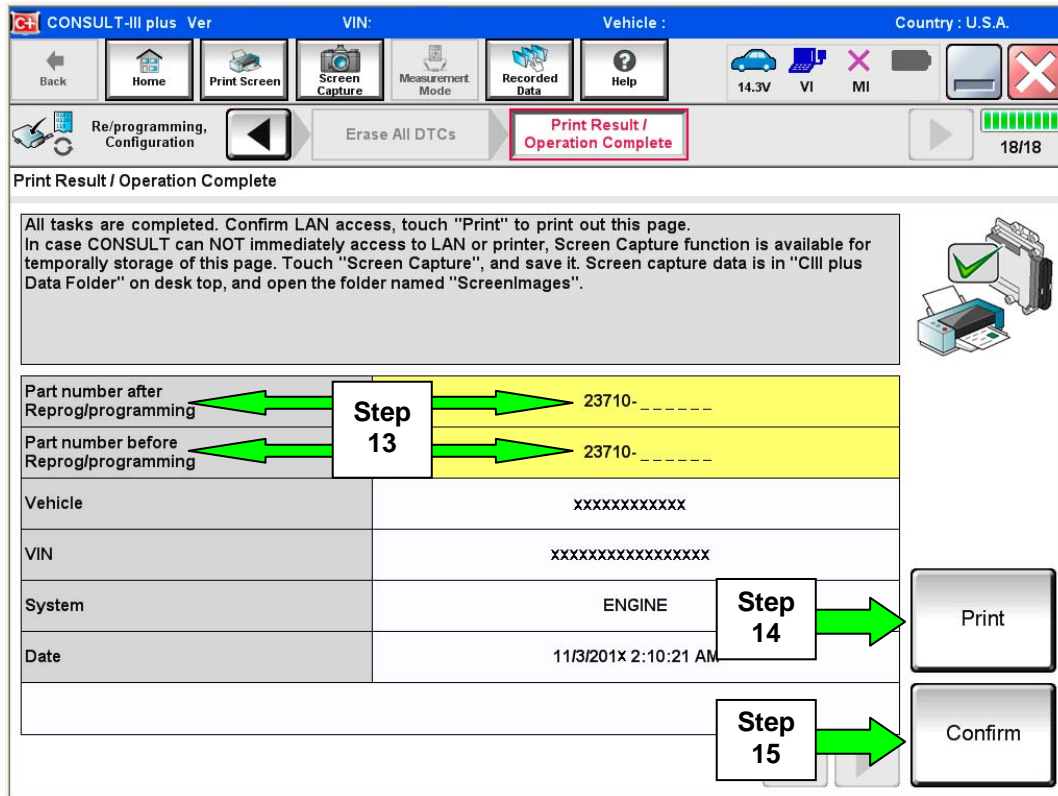 CONSULT-III plus Ver VIN: Vehicle : Country : U.S.A.
Back
Home
Print Screen
Screen
Capture
Measurement
Mode
Recorded
Data
Help
14.3V
VI
MI
Re/programming,
Configuration
Erase All DTCs
Print Result /
Operation Complete
18/18
Print Result / Operation Complete
All tasks are completed. Confirm LAN access, touch "Print" to print out this page.
In case CONSULT can NOT immediately access to LAN or printer, Screen Capture function is available for
temporally storage of this page. Touch "Screen Capture", and save it. Screen capture data is in "CIII plus
Data Folder" on desk top, and open the folder named "ScreenImages".
Part number after
Reprog/programming
23710-_ _ _ _ _ _
Step
13
Part number before
Reprog/programming
23710-_ _ _ _ _ _
Vehicle
xxxxxxxxxxxx
VIN
xxxxxxxxxxxxxxxxx
System
ENGINE
Step
14
Print
Date
11/3/201x 2:10:21 AM
Step
15
Confirm